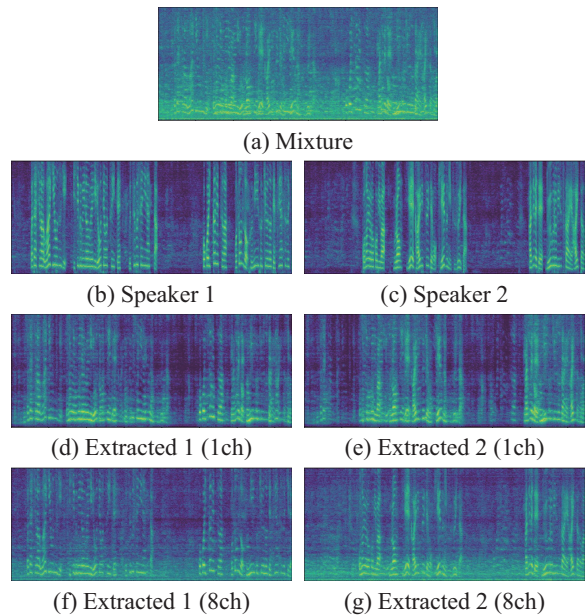 (a) Mixture
(b) Speaker 1
(c) Speaker 2
(d) Extracted 1 (1ch)
(e) Extracted 2 (1ch)
(f) Extracted 1 (8ch)
(g) Extracted 2 (8ch)